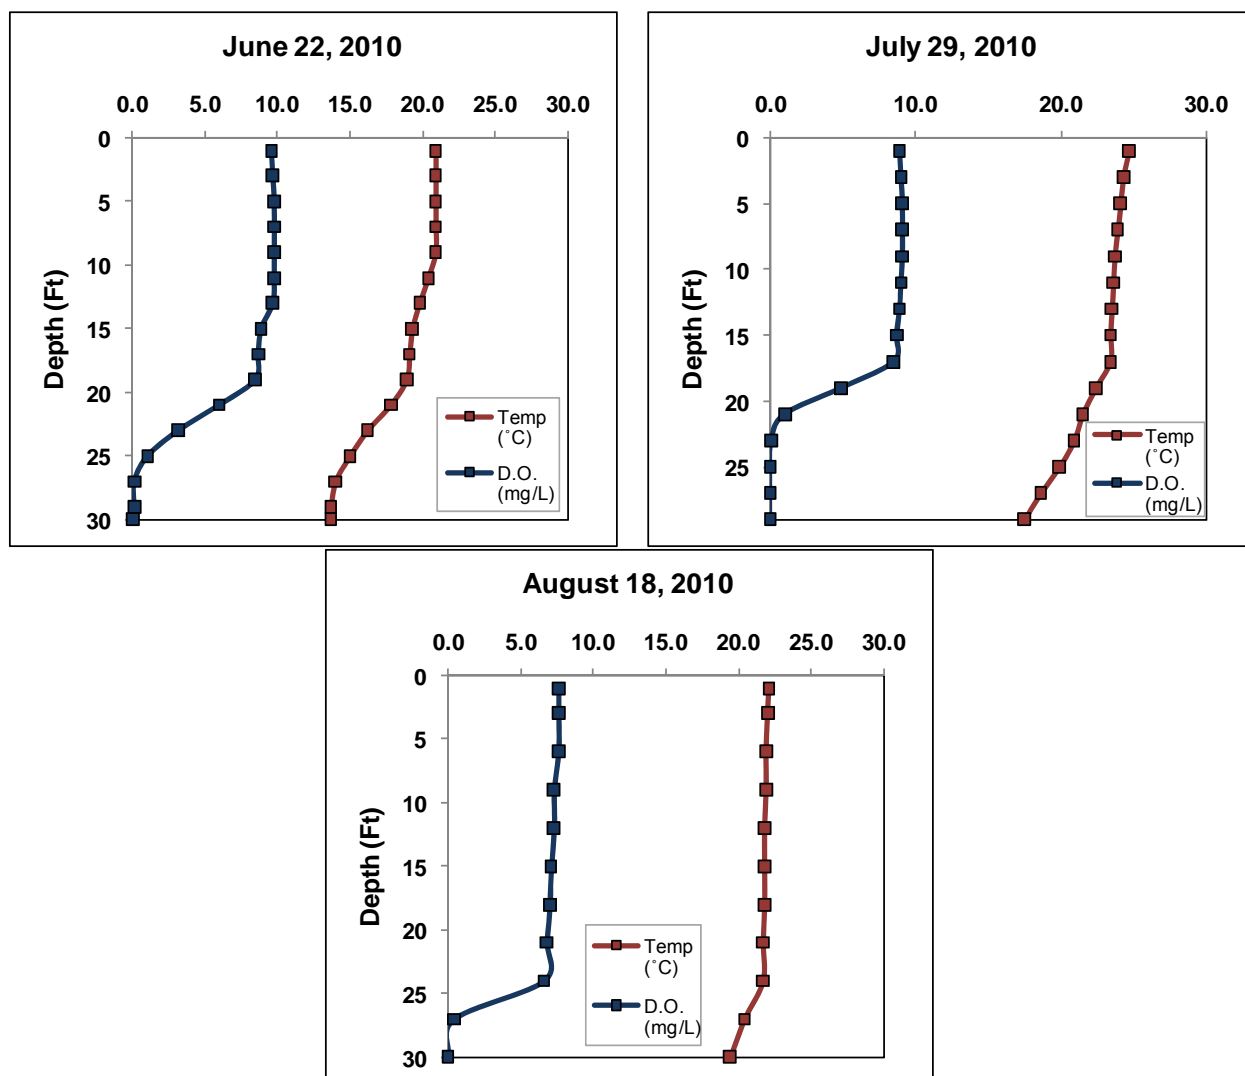 June 22, 2010
0.0 5.0 10.0 15.0 20.0 25.0 30.0
0
5
10
15
20
25
30
Depth (Ft)
Temp
(˚C)
D.O.
(mg/L)
July 29, 2010
0.0 10.0 20.0 30.0
0
5
10
15
20
25
Depth (Ft)
Temp
(˚C)
D.O.
(mg/L)
August 18, 2010
0.0 5.0 10.0 15.0 20.0 25.0 30.0
0
5
10
15
20
25
30
Depth (Ft)
Temp
(˚C)
D.O.
(mg/L)